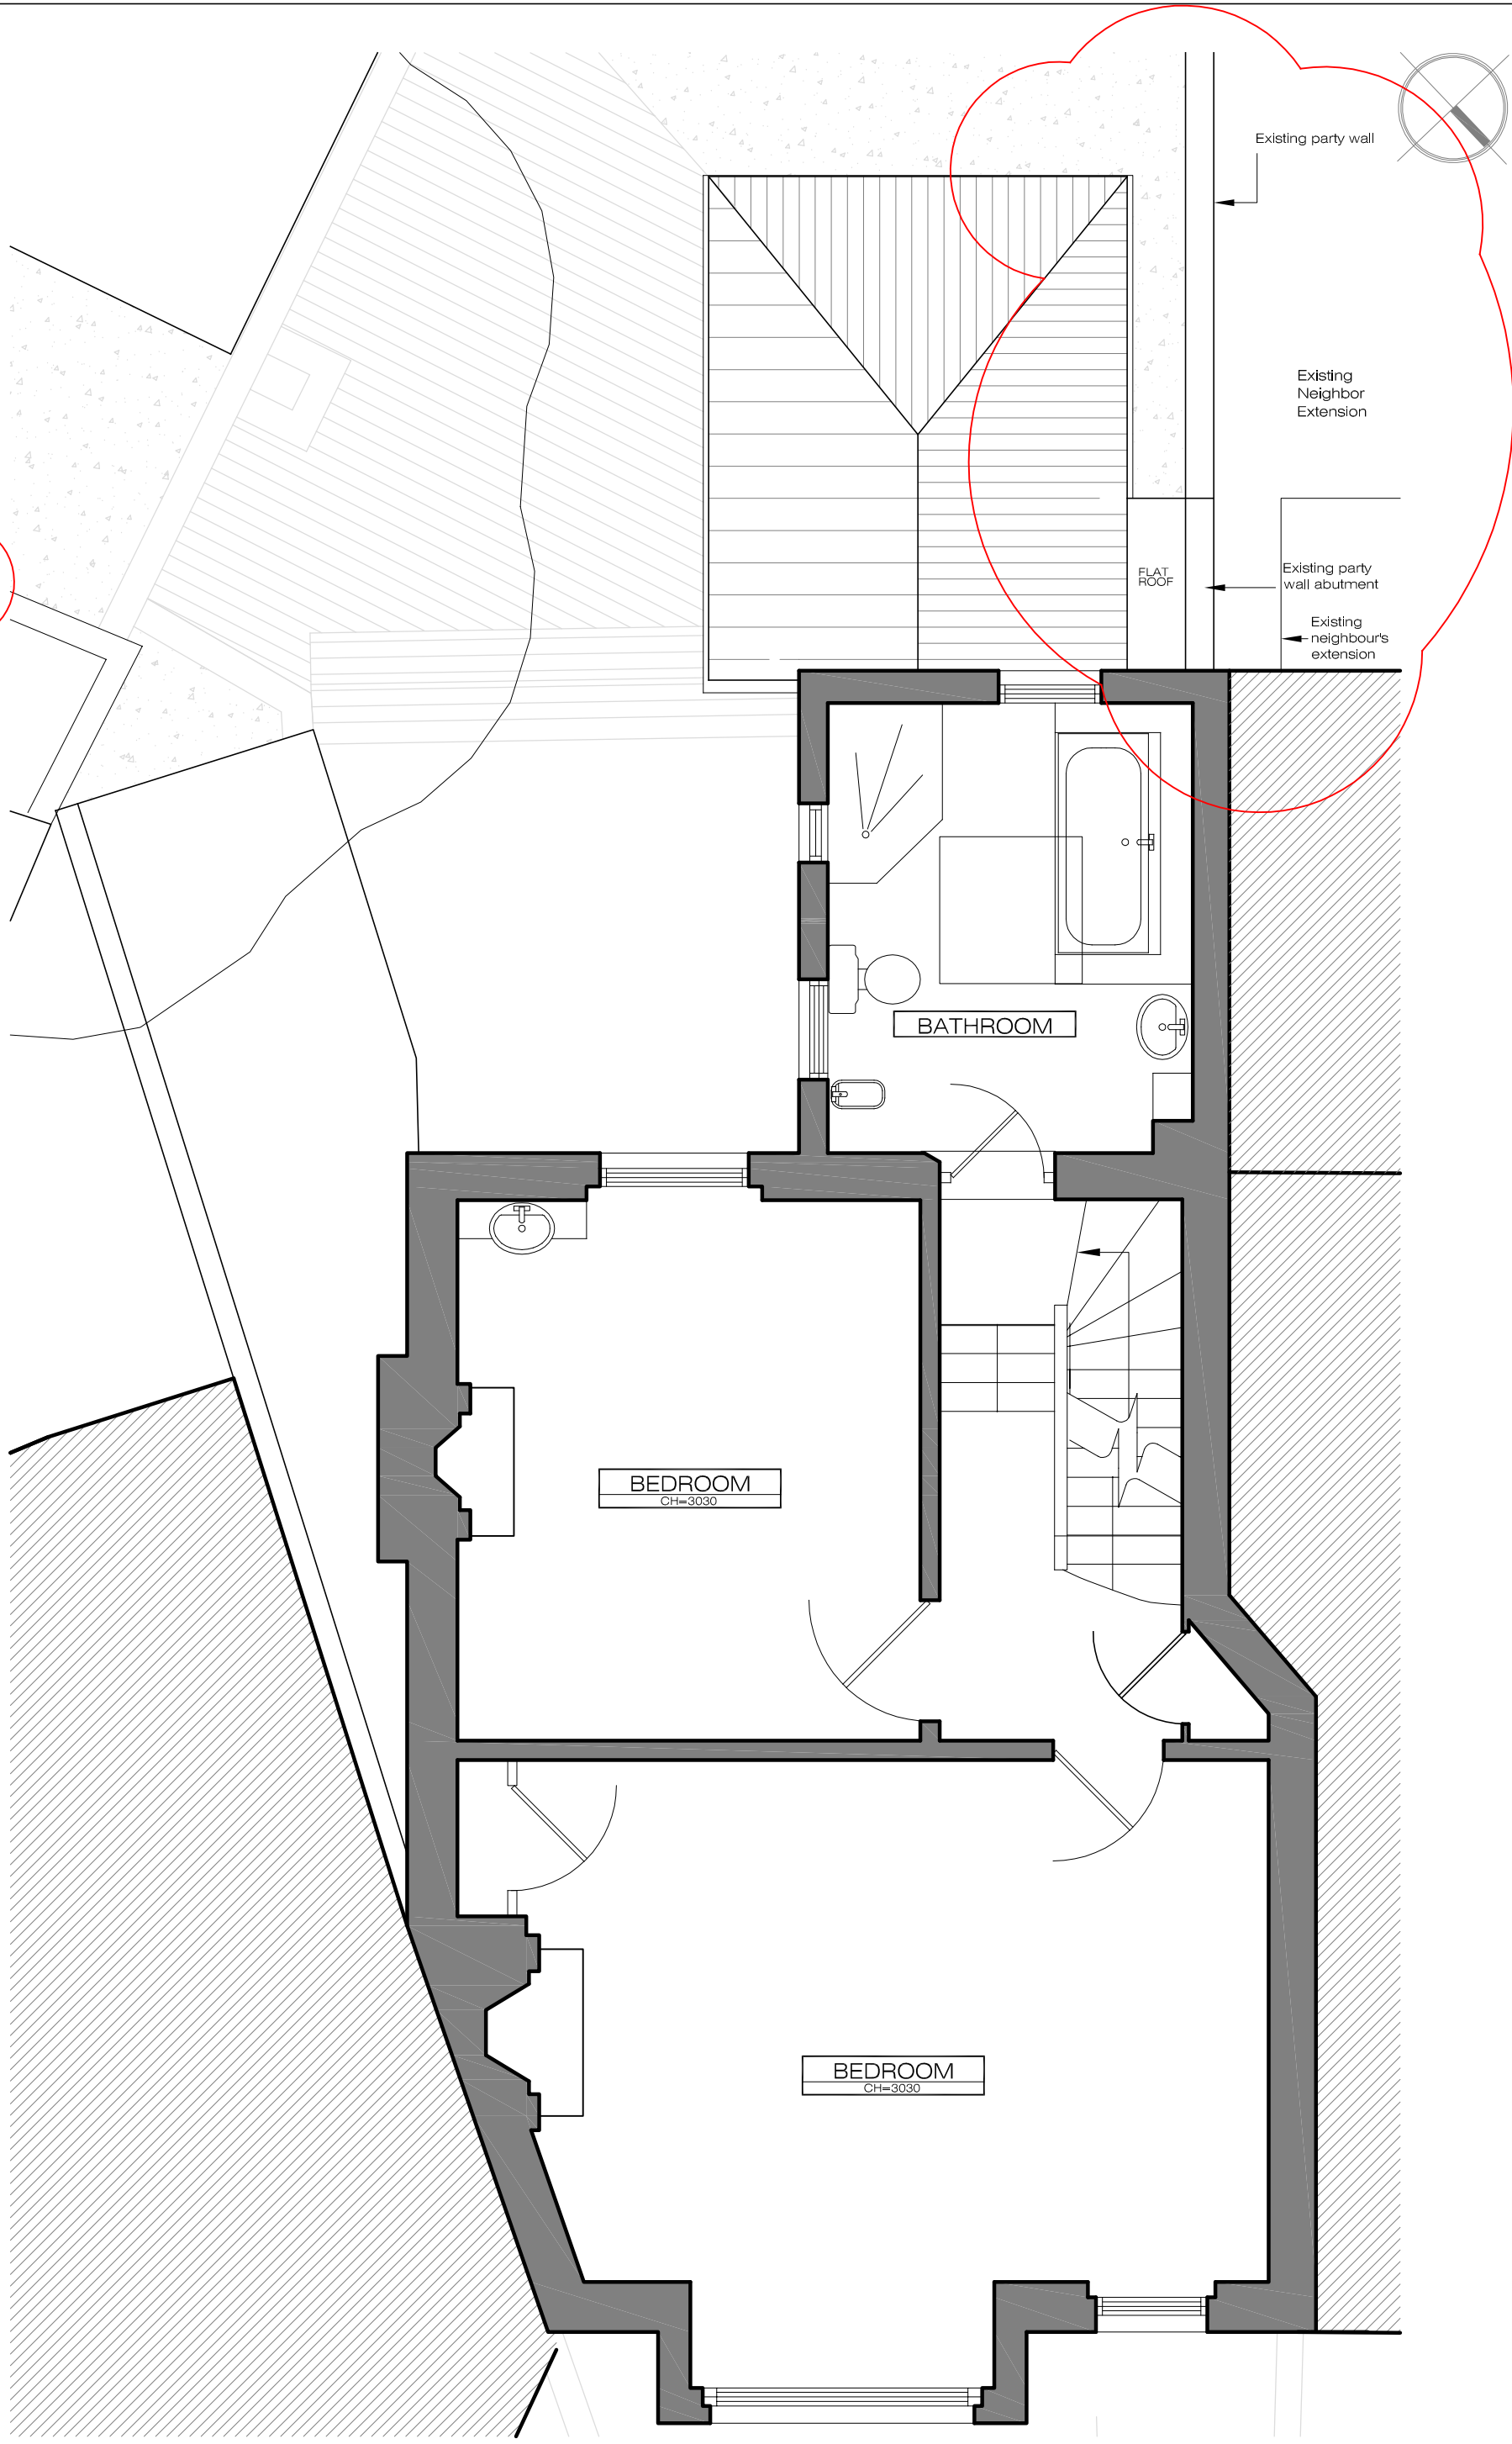 Existing party wall
Existing
Neighbor
Extension
FLAT
ROOF
Existing party
wall abutment
Existing
neighbour's
extension
BATHROOM
BEDROOM
CH=3030
BEDROOM
CH=3030